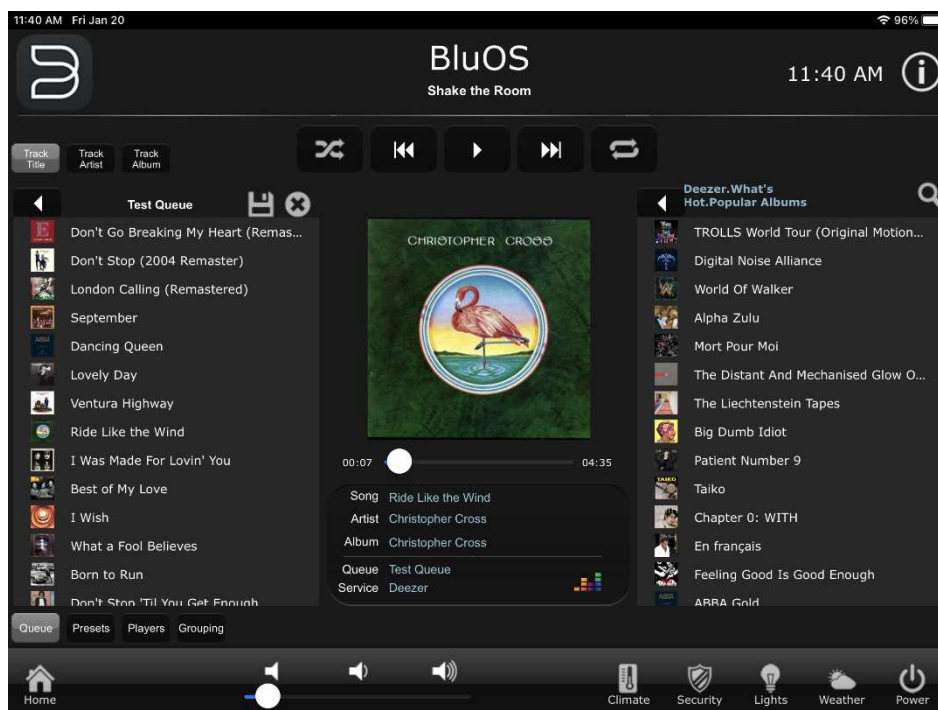 11:40 AM Fri Jan 20
96%
BluOS
Shake the Room
11:40 AM
Track Title
Track Artist
Track Album
Test Queue
Don't Go Breaking My Heart (Remas...
Don't Stop (2004 Remaster)
London Calling (Remastered)
September
Dancing Queen
Lovely Day
Ventura Highway
Ride Like the Wind
I Was Made For Lovin' You
Best of My Love
I Wish
What a Fool Believes
Born to Run
Don't Stop 'Til You Get Enough
CHRISTOPHER CROSS
00:07
04:35
Song Ride Like the Wind
Artist Christopher Cross
Album Christopher Cross
Queue Test Queue
Service Deezer
Deezer.What's
Hot.Popular Albums
TROLLS World Tour (Original Motion...
Digital Noise Alliance
World Of Walker
Alpha Zulu
Mort Pour Moi
The Distant And Mechanised Glow O...
The Liechtenstein Tapes
Big Dumb Idiot
Patient Number 9
Taiko
Chapter 0: WITH
En français
Feeling Good Is Good Enough
ABBA Gold
Queue
Presets
Players
Grouping
Home
Climate
Security
Lights
Weather
Power